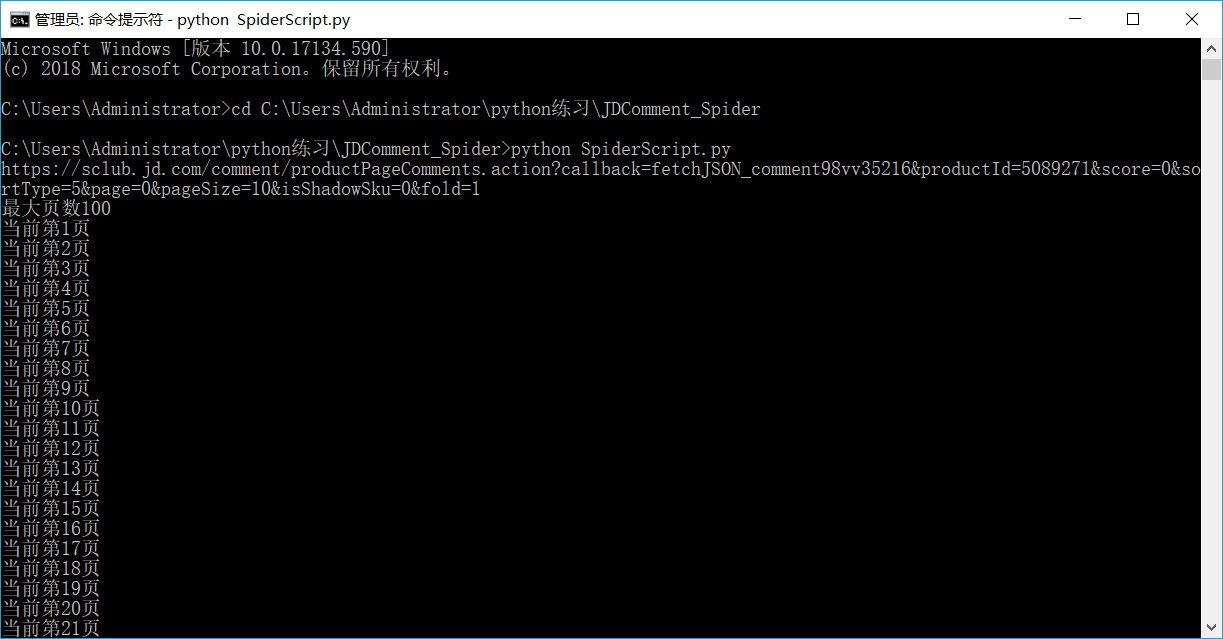 管理员: 命令提示符 - python  SpiderScript.py
Microsoft Windows [版本 10.0.17134.590]
(c) 2018 Microsoft Corporation。保留所有权利。
C:\Users\Administrator>cd C:\Users\Administrator\python练习\JDComment_Spider
C:\Users\Administrator\python练习\JDComment_Spider>python SpiderScript.py
https://sclub.jd.com/comment/productPageComments.action?callback=fetchJSON_comment98vv35216&productId=5089271&score=0&so
rtType=5&page=0&pageSize=10&isShadowSku=0&fold=1
最大页数100
当前第1页
当前第2页
当前第3页
当前第4页
当前第5页
当前第6页
当前第7页
当前第8页
当前第9页
当前第10页
当前第11页
当前第12页
当前第13页
当前第14页
当前第15页
当前第16页
当前第17页
当前第18页
当前第19页
当前第20页
当前第21页